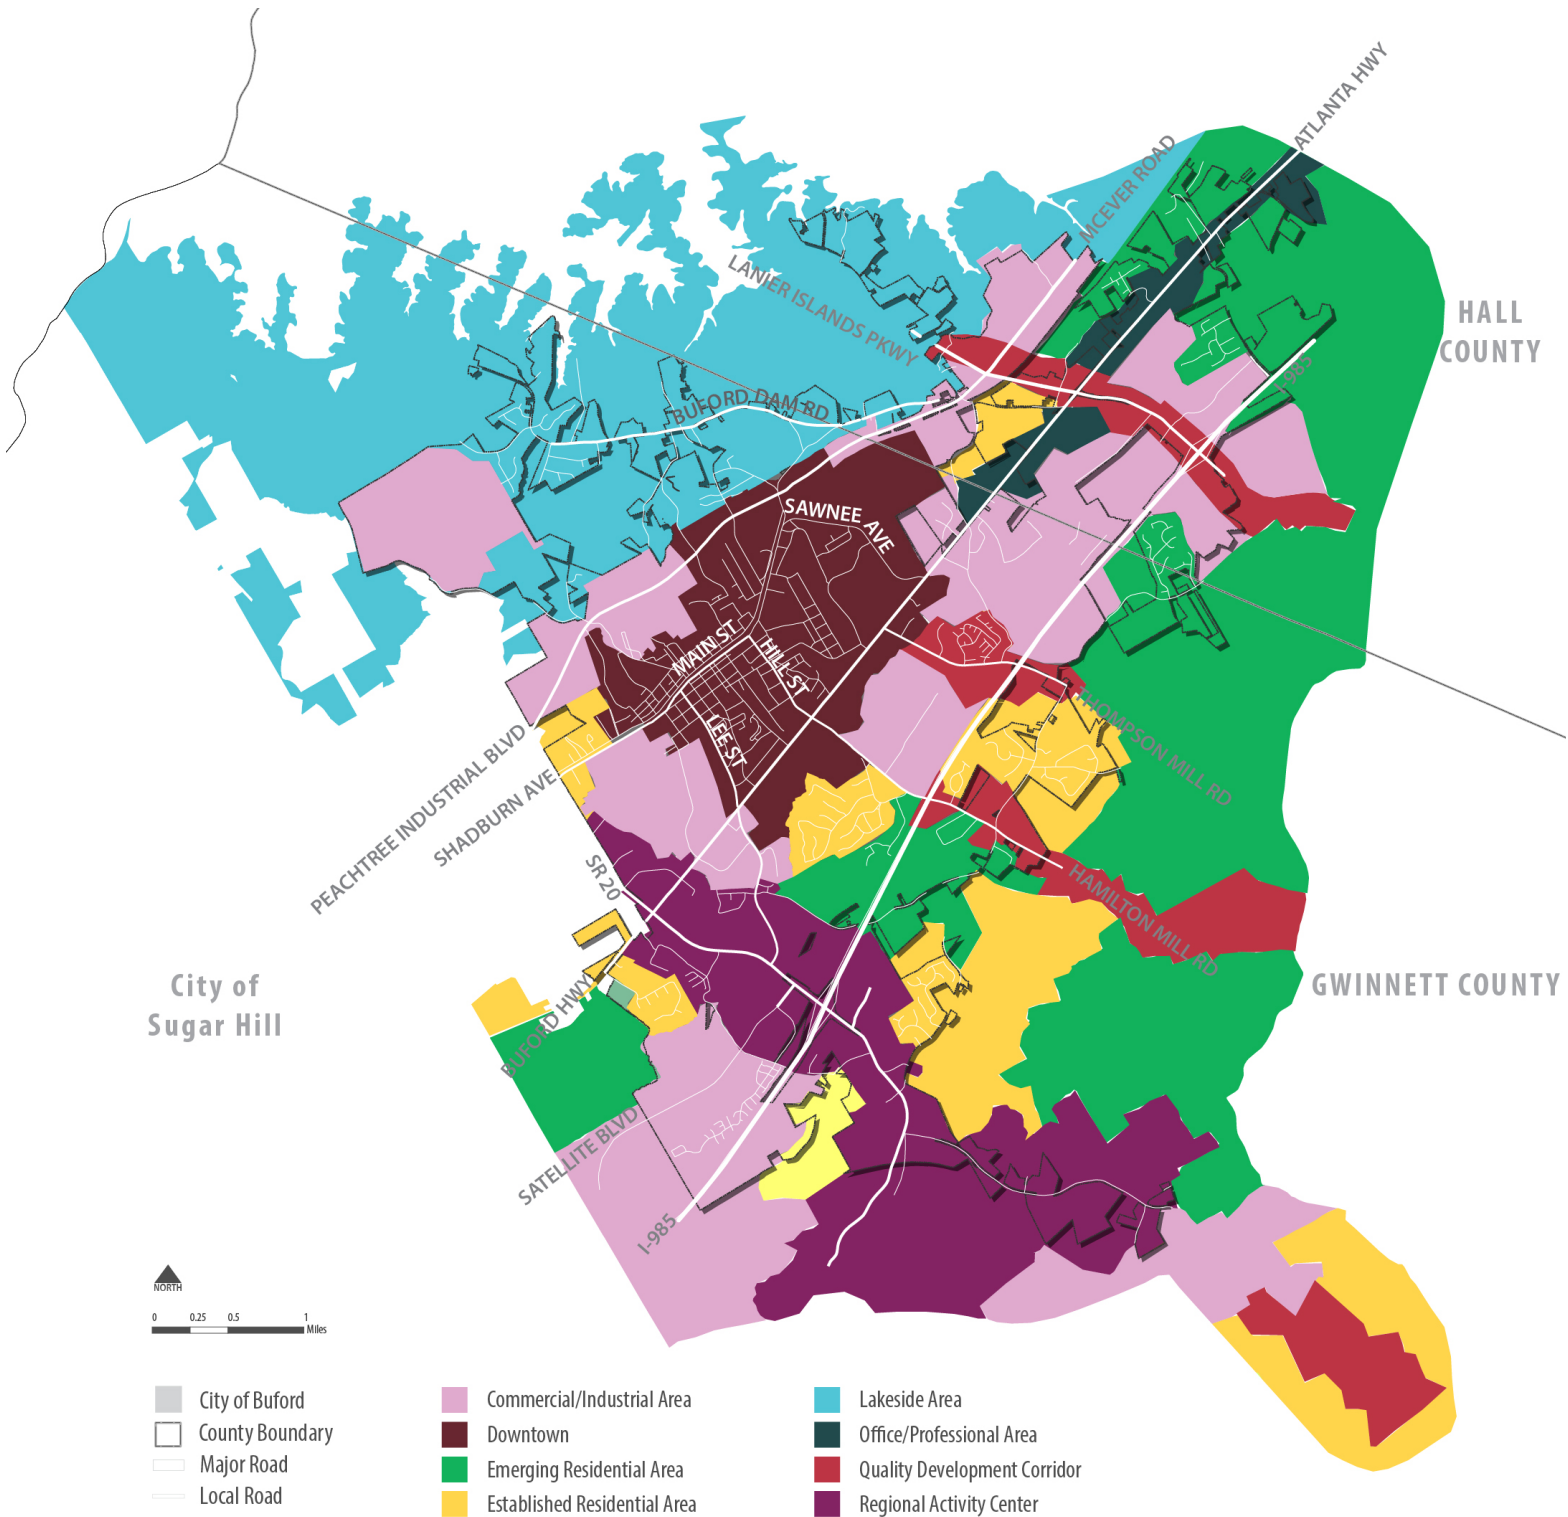 ATLANTA HWY
MCEVER ROAD
LANIER ISLANDS PKWY
HALL
COUNTY
I-985
BUFORD DAM RD
SAWNEE AVE
MAIN ST
HILL ST
LEE ST
THOMPSON MILL RD
PEACHTREE INDUSTRIAL BLVD
SHADBURN AVE
SR 20
HAMILTON MILL RD
City of
Sugar Hill
GWINNETT COUNTY
BUFORD HWY
SATELLITE BLVD
I-985
NORTH
0 0.25 0.5 1
Miles
City of Buford
County Boundary
Major Road
Local Road
Commercial/Industrial Area
Downtown
Emerging Residential Area
Established Residential Area
Lakeside Area
Office/Professional Area
Quality Development Corridor
Regional Activity Center